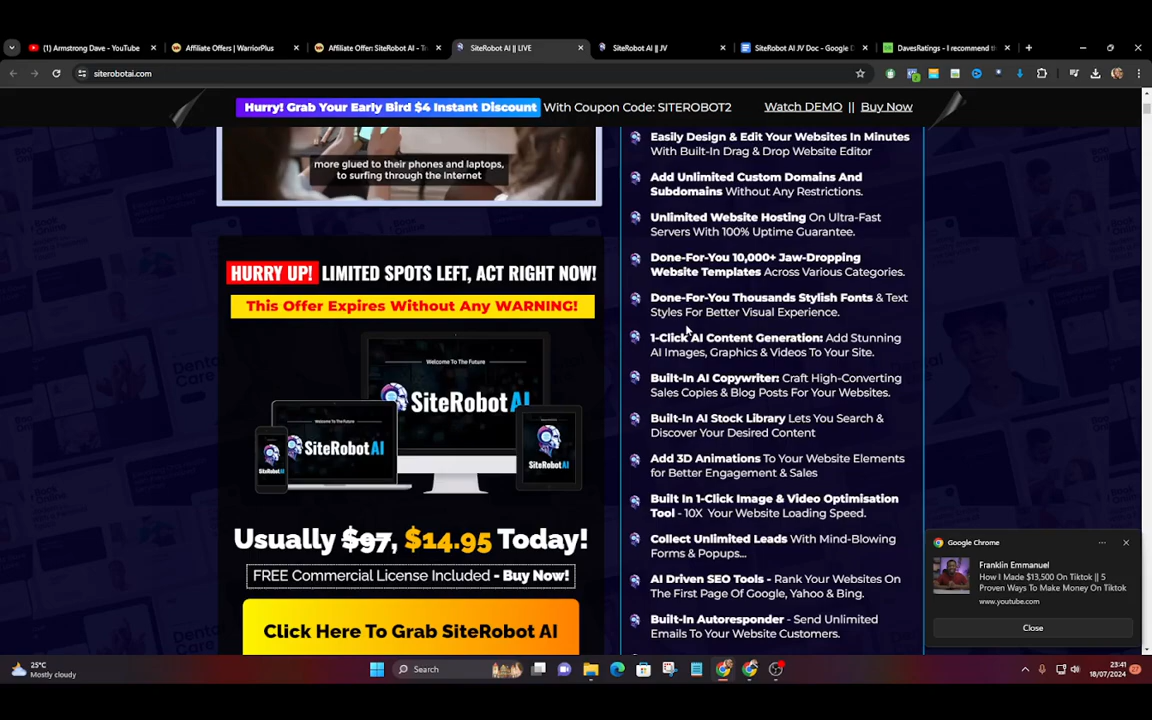 (1) Armstrong Dave - YouTube
Affiliate Offers | WarriorPlus
Affiliate Offer: SiteRobot AI - T
SiteRobot AI || LIVE
SiteRobot AI || JV
SiteRobot AI JV Doc - Google D
DavesRatings - I recommend th
siterobotai.com
Hurry! Grab Your Early Bird $4 Instant Discount With Coupon Code: SITEROBOT2 Watch DEMO || Buy Now
more glued to their phones and laptops,
to surfing through the Internet
HURRY UP! LIMITED SPOTS LEFT, ACT RIGHT NOW!
This Offer Expires Without Any WARNING!
Welcome To The Future
SiteRobot AI
Welcome To The Future
SiteRobot AI
SiteRobot AI
SiteRobot AI
Usually $97, $14.95 Today!
FREE Commercial License Included - Buy Now!
Click Here To Grab SiteRobot AI
Easily Design & Edit Your Websites In Minutes
With Built-In Drag & Drop Website Editor
Add Unlimited Custom Domains And
Subdomains Without Any Restrictions.
Unlimited Website Hosting On Ultra-Fast
Servers With 100% Uptime Guarantee.
Done-For-You 10,000+ Jaw-Dropping
Website Templates Across Various Categories.
Done-For-You Thousands Stylish Fonts & Text
Styles For Better Visual Experience.
1-Click AI Content Generation: Add Stunning
AI Images, Graphics & Videos To Your Site.
Built-In AI Copywriter: Craft High-Converting
Sales Copies & Blog Posts For Your Websites.
Built-In AI Stock Library Lets You Search &
Discover Your Desired Content
Add 3D Animations To Your Website Elements
for Better Engagement & Sales
Built In 1-Click Image & Video Optimisation
Tool - 10X Your Website Loading Speed.
Collect Unlimited Leads With Mind-Blowing
Forms & Popups...
AI Driven SEO Tools - Rank Your Websites On
The First Page Of Google, Yahoo & Bing.
Built-In Autoresponder - Send Unlimited
Emails To Your Website Customers.
Google Chrome
Franklin Emmanuel
How I Made $13,500 On Tiktok || 5
Proven Ways To Make Money On TikTok
www.youtube.com
Close
25°C
Mostly cloudy
Search
23:41
18/07/2024